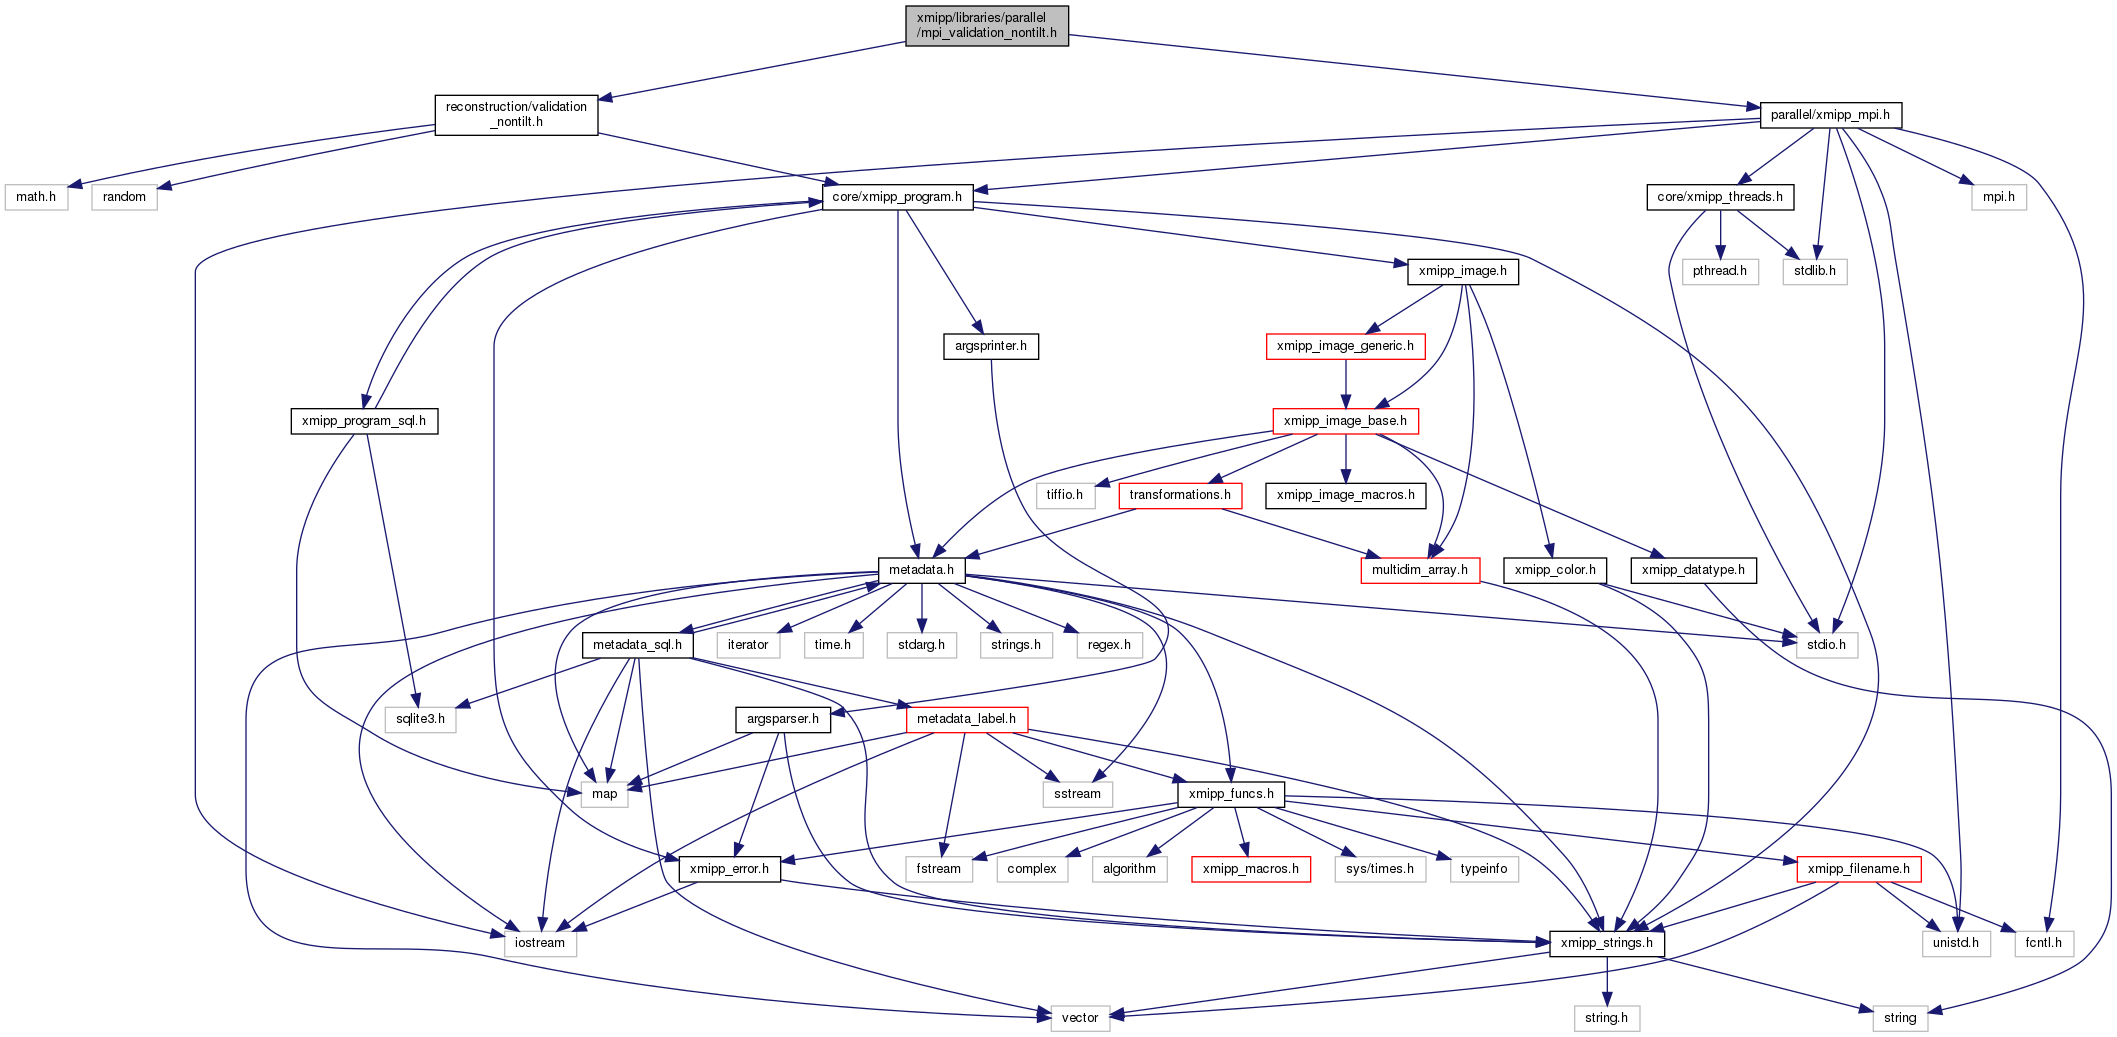 xmipp/libraries/parallel
/mpi_validation_nontilt.h
reconstruction/validation
_nontilt.h
parallel/xmipp_mpi.h
math.h
random
core/xmipp_program.h
core/xmipp_threads.h
mpi.h
xmipp_image.h
pthread.h
stdlib.h
argsprinter.h
xmipp_image_generic.h
xmipp_program_sql.h
xmipp_image_base.h
tiffio.h
transformations.h
xmipp_image_macros.h
metadata.h
multidim_array.h
xmipp_color.h
xmipp_datatype.h
metadata_sql.h
iterator
time.h
stdarg.h
strings.h
regex.h
stdio.h
sqlite3.h
argsparser.h
metadata_label.h
map
sstream
xmipp_funcs.h
xmipp_error.h
fstream
complex
algorithm
xmipp_macros.h
sys/times.h
typeinfo
xmipp_filename.h
iostream
xmipp_strings.h
unistd.h
fcntl.h
vector
string.h
string